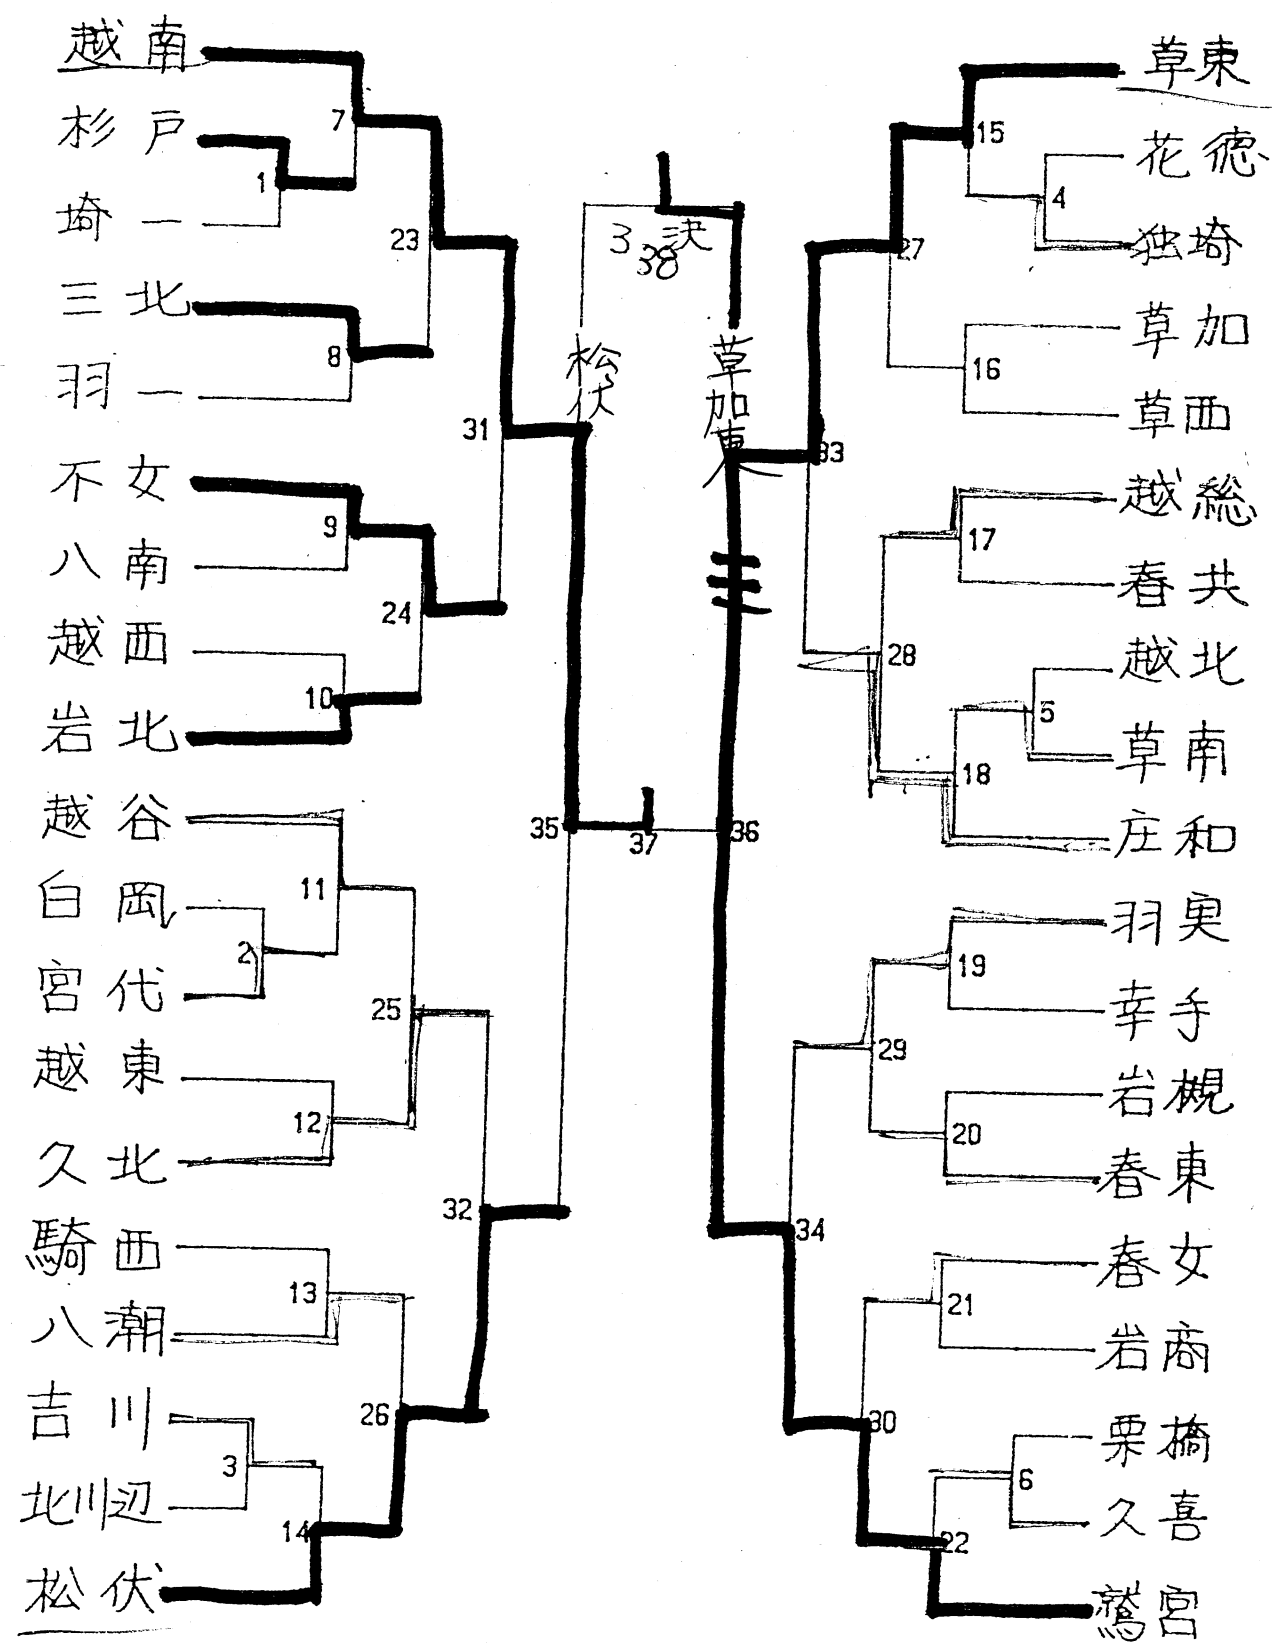 越南
杉戸
埼一
三北
羽一
不女
八南
越西
岩北
越谷
白岡
宮代
越東
久北
騎西
八潮
吉川
北川辺
松伏
7
1
23
8
31
9
24
10
11
2
25
12
32
13
26
3
14
3決
38
松伏
草加東
35
37
36
草東
花徳
独埼
草加
草西
越総
春共
越北
草南
庄和
羽実
幸手
岩槻
春東
春女
岩商
栗橋
久喜
鷲宮
15
4
27
16
33
17
28
5
18
19
29
20
34
21
30
6
22